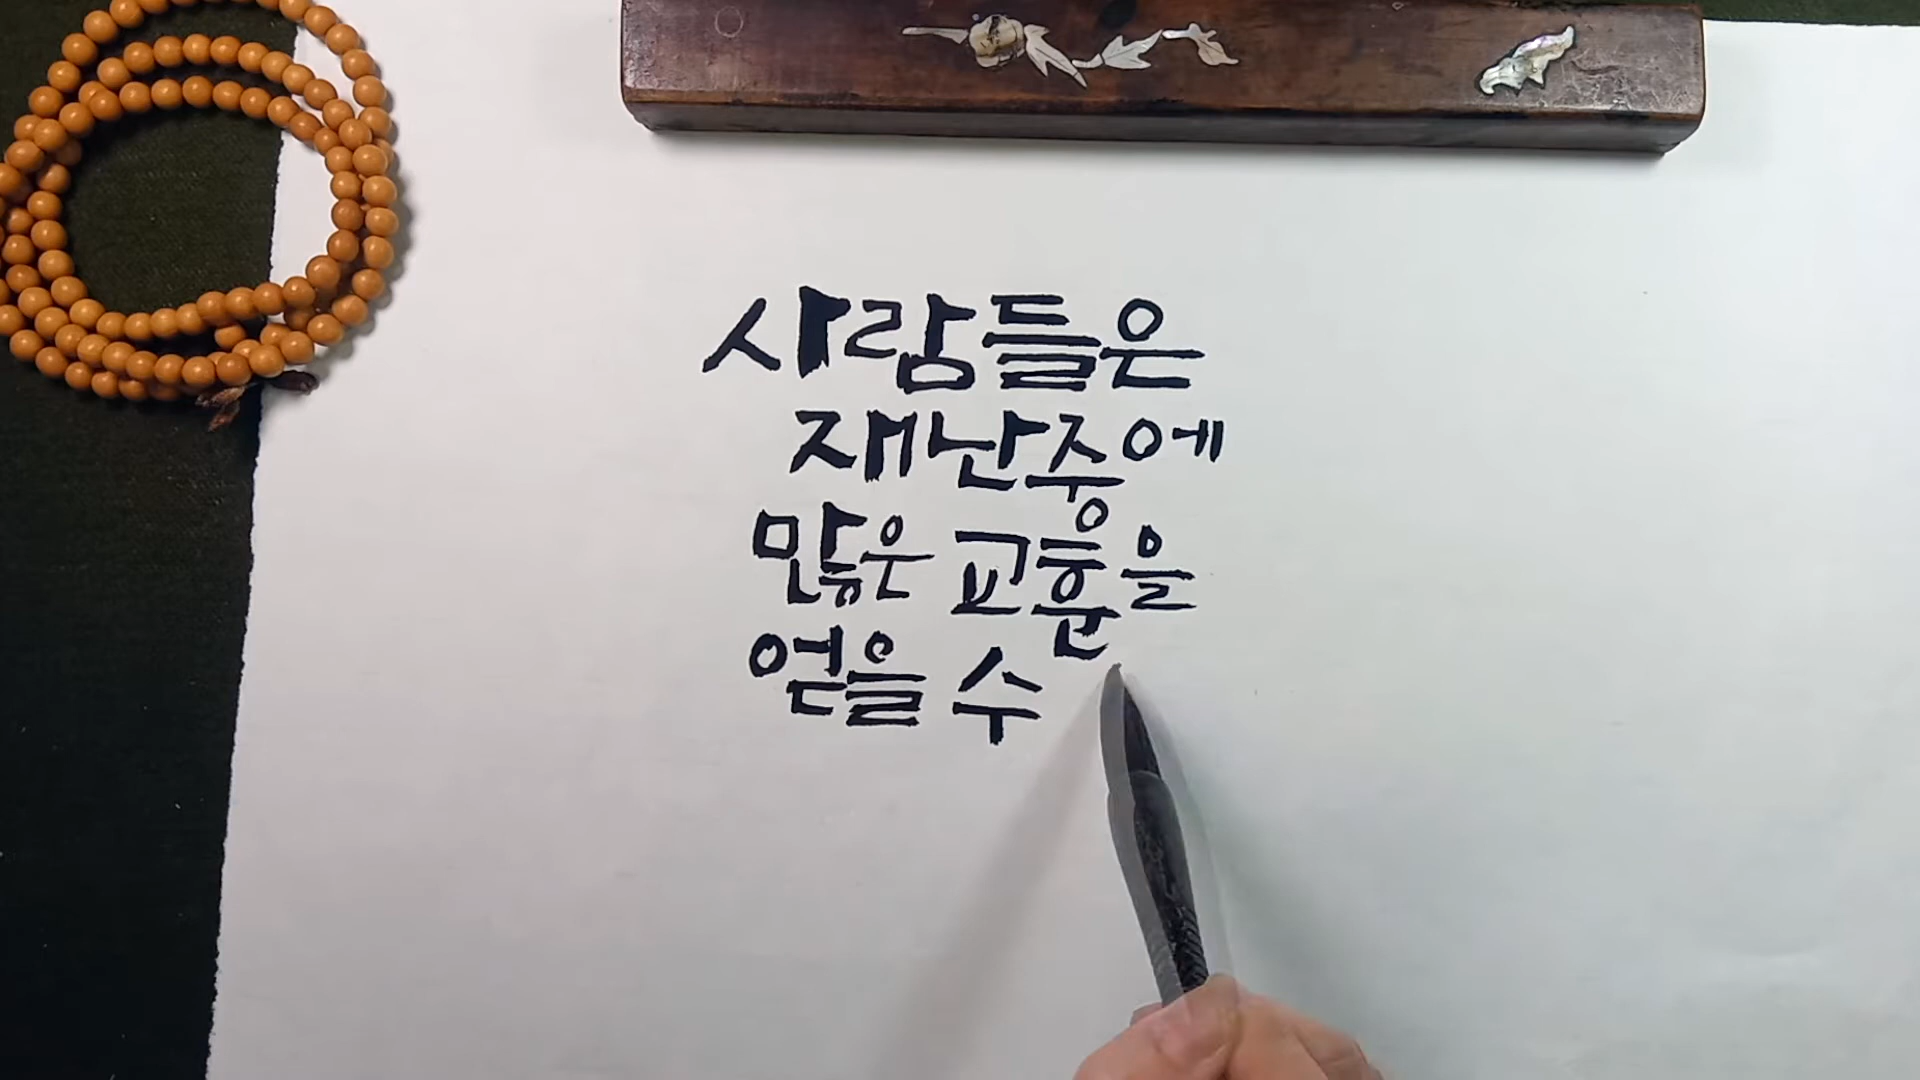 사람들은
재난중에
많은 교훈을
얻을 수